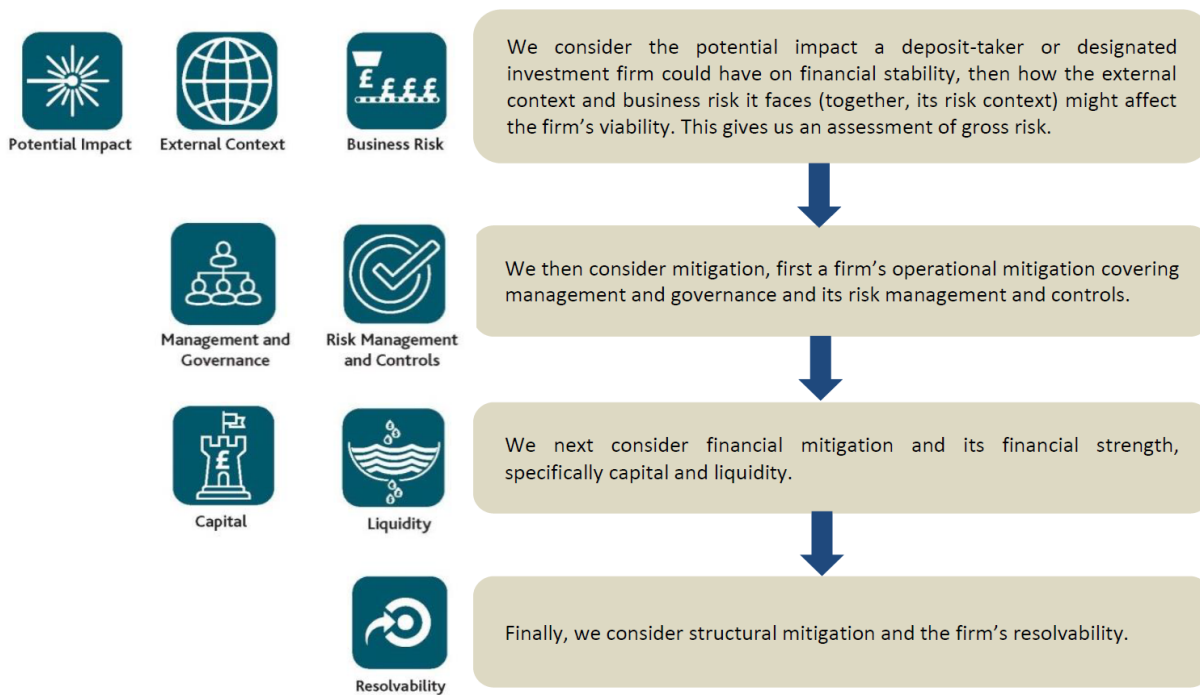 We consider the potential impact a deposit-taker or designated
investment firm could have on financial stability, then how the external
context and business risk it faces (together, its risk context) might affect
the firm’s viability. This gives us an assessment of gross risk.
£
££££
Potential Impact
External Context
Business Risk
We then consider mitigation, first a firm’s operational mitigation covering
management and governance and its risk management and controls.
Management and
Governance
Risk Management
and Controls
We next consider financial mitigation and its financial strength,
specifically capital and liquidity.
£
Capital
Liquidity
Finally, we consider structural mitigation and the firm’s resolvability.
Resolvability